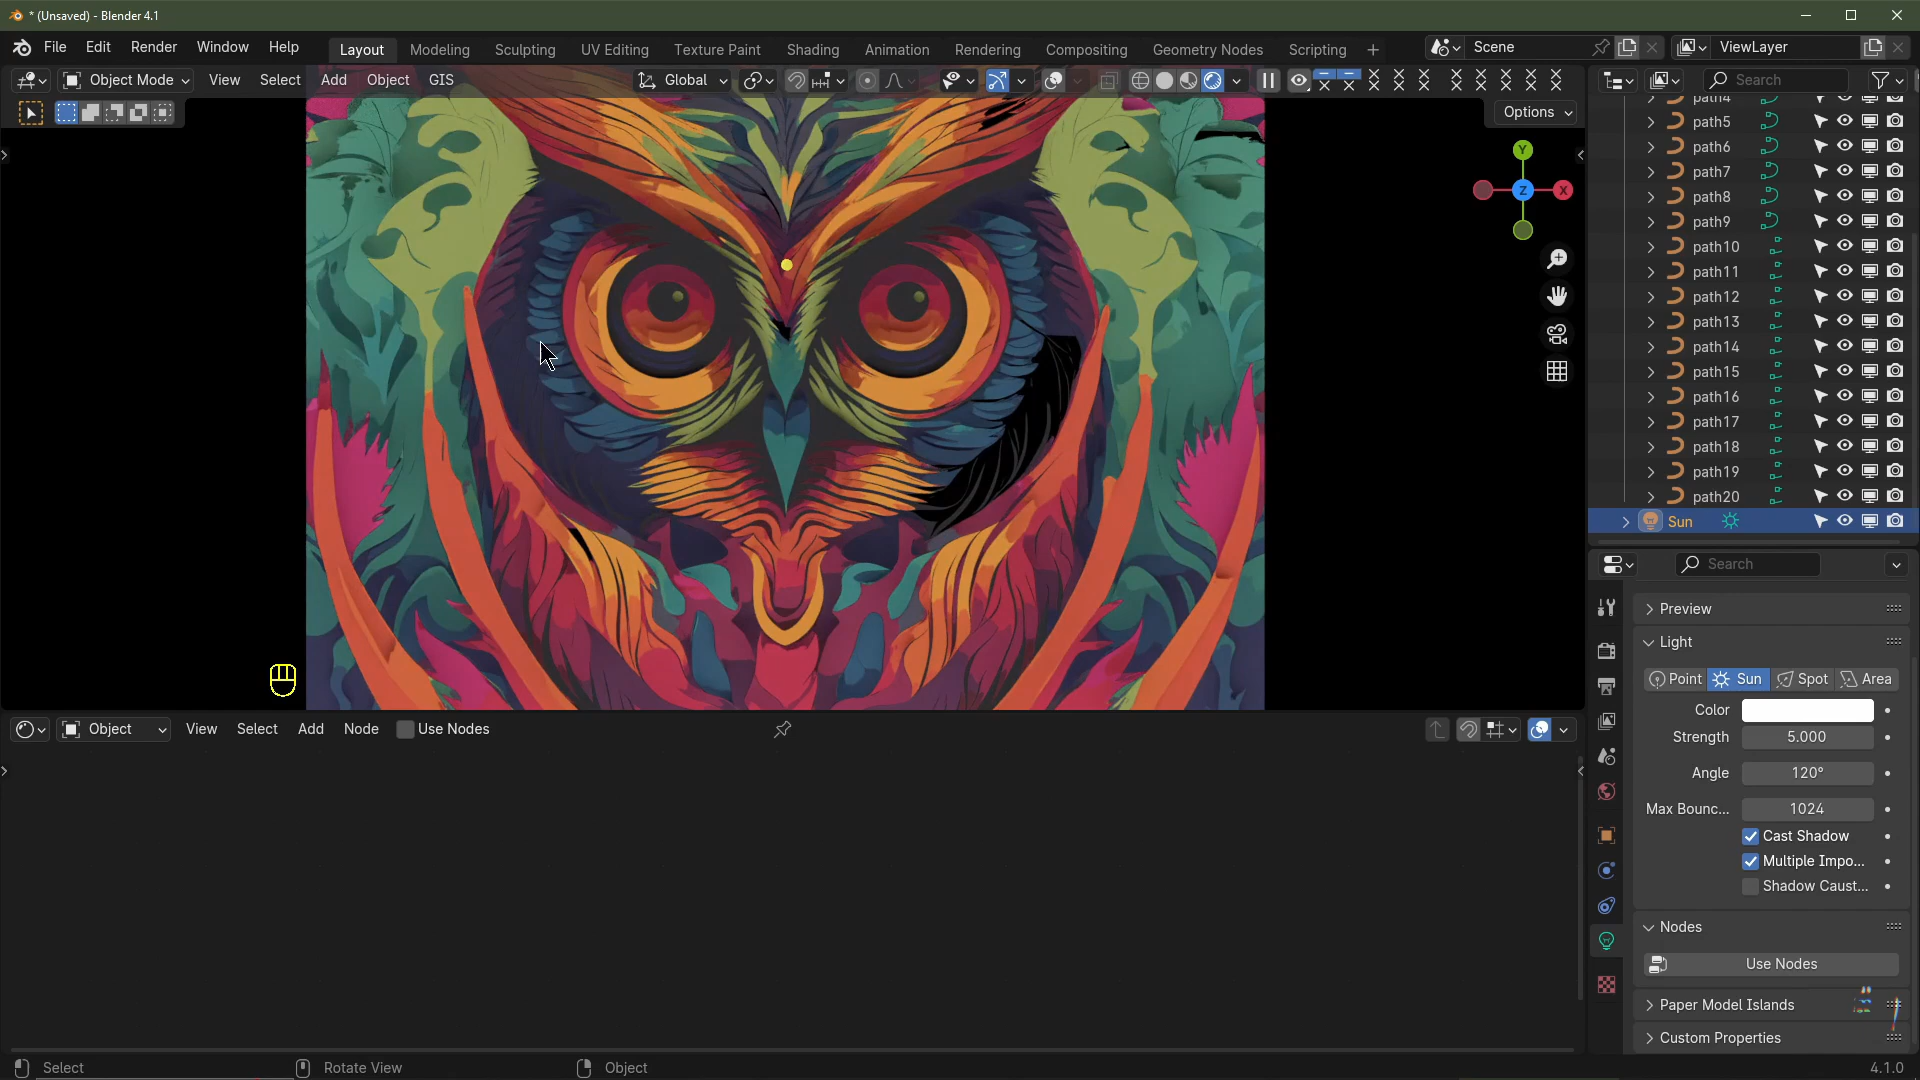 * (Unsaved) - Blender 4.1
File Edit Render Window Help
Layout Modeling Sculpting UV Editing Texture Paint Shading Animation Rendering Compositing Geometry Nodes Scripting
Scene ViewLayer
Object Mode View Select Add Object GIS Global
Search
Options
Y
Z X
path4
path5
path6
path7
path8
path9
path10
path11
path12
path13
path14
path15
path16
path17
path18
path19
path20
Sun
Search
Preview
Light
Point Sun Spot Area
Color
Strength 5.000
Angle 120°
Max Bounc... 1024
Cast Shadow
Multiple Impo...
Shadow Caust...
Nodes
Use Nodes
Paper Model Islands
Custom Properties
Object View Select Add Node Use Nodes
Select Rotate View Object 4.1.0